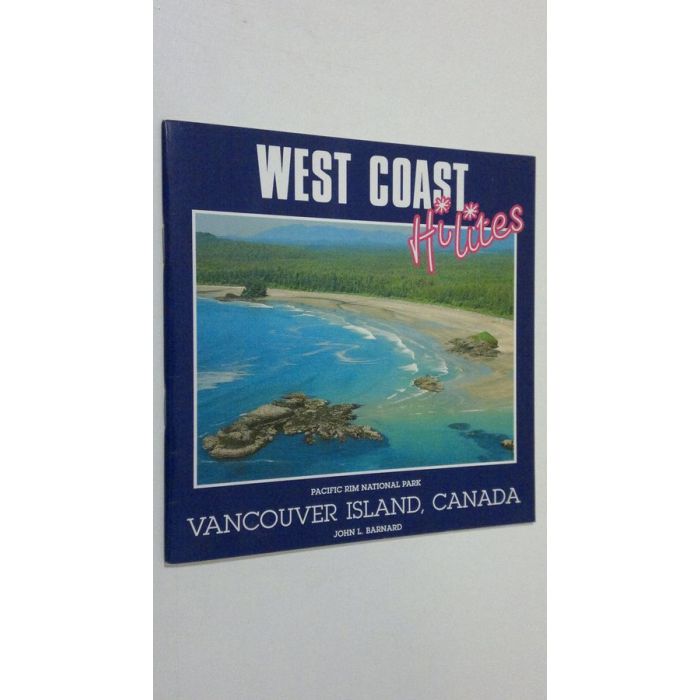 WEST COAST
Hilites
PACIFIC RIM NATIONAL PARK
VANCOUVER ISLAND, CANADA
JOHN L. BARNARD